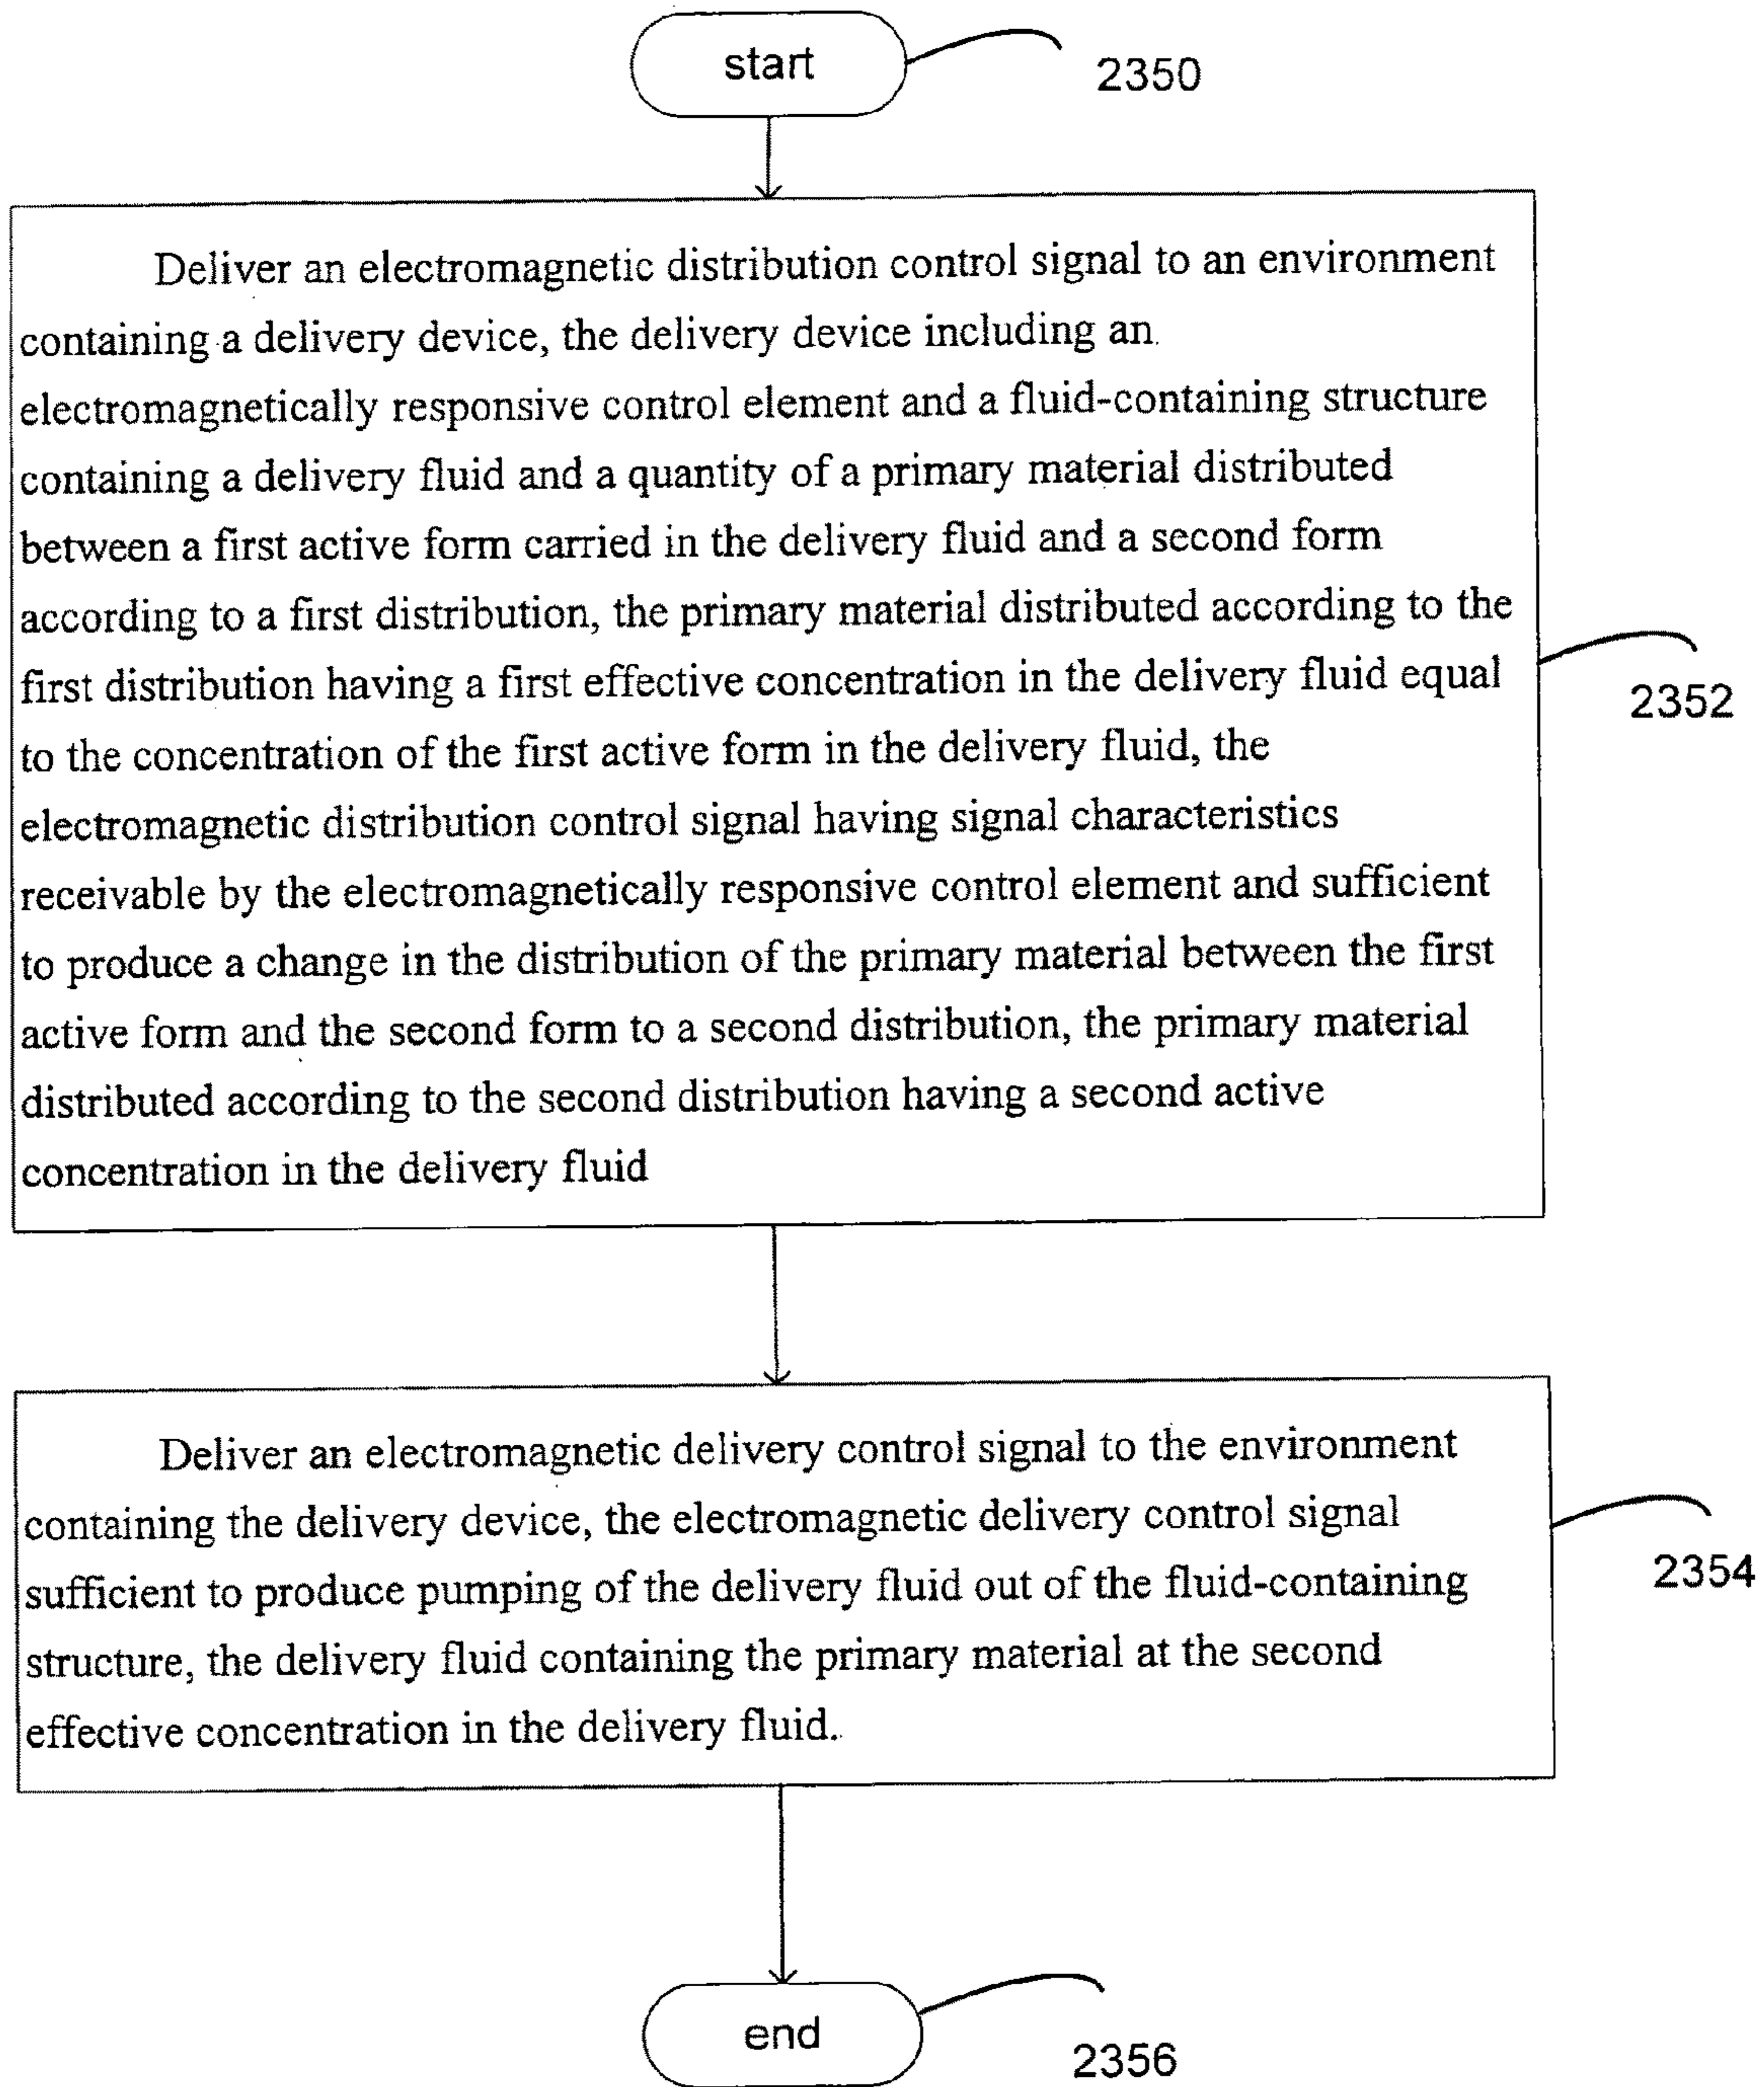 start
2350
Deliver an electromagnetic distribution control signal to an environment
containing a delivery device, the delivery device including an
electromagnetically responsive control element and a fluid-containing structure
containing a delivery fluid and a quantity of a primary material distributed
between a first active form carried in the delivery fluid and a second form
according to a first distribution, the primary material distributed according to the
first distribution having a first effective concentration in the delivery fluid equal
to the concentration of the first active form in the delivery fluid, the
electromagnetic distribution control signal having signal characteristics
receivable by the electromagnetically responsive control element and sufficient
to produce a change in the distribution of the primary material between the first
active form and the second form to a second distribution, the primary material
distributed according to the second distribution having a second active
concentration in the delivery fluid
2352
Deliver an electromagnetic delivery control signal to the environment
containing the delivery device, the electromagnetic delivery control signal
sufficient to produce pumping of the delivery fluid out of the fluid-containing
structure, the delivery fluid containing the primary material at the second
effective concentration in the delivery fluid.
2354
end
2356